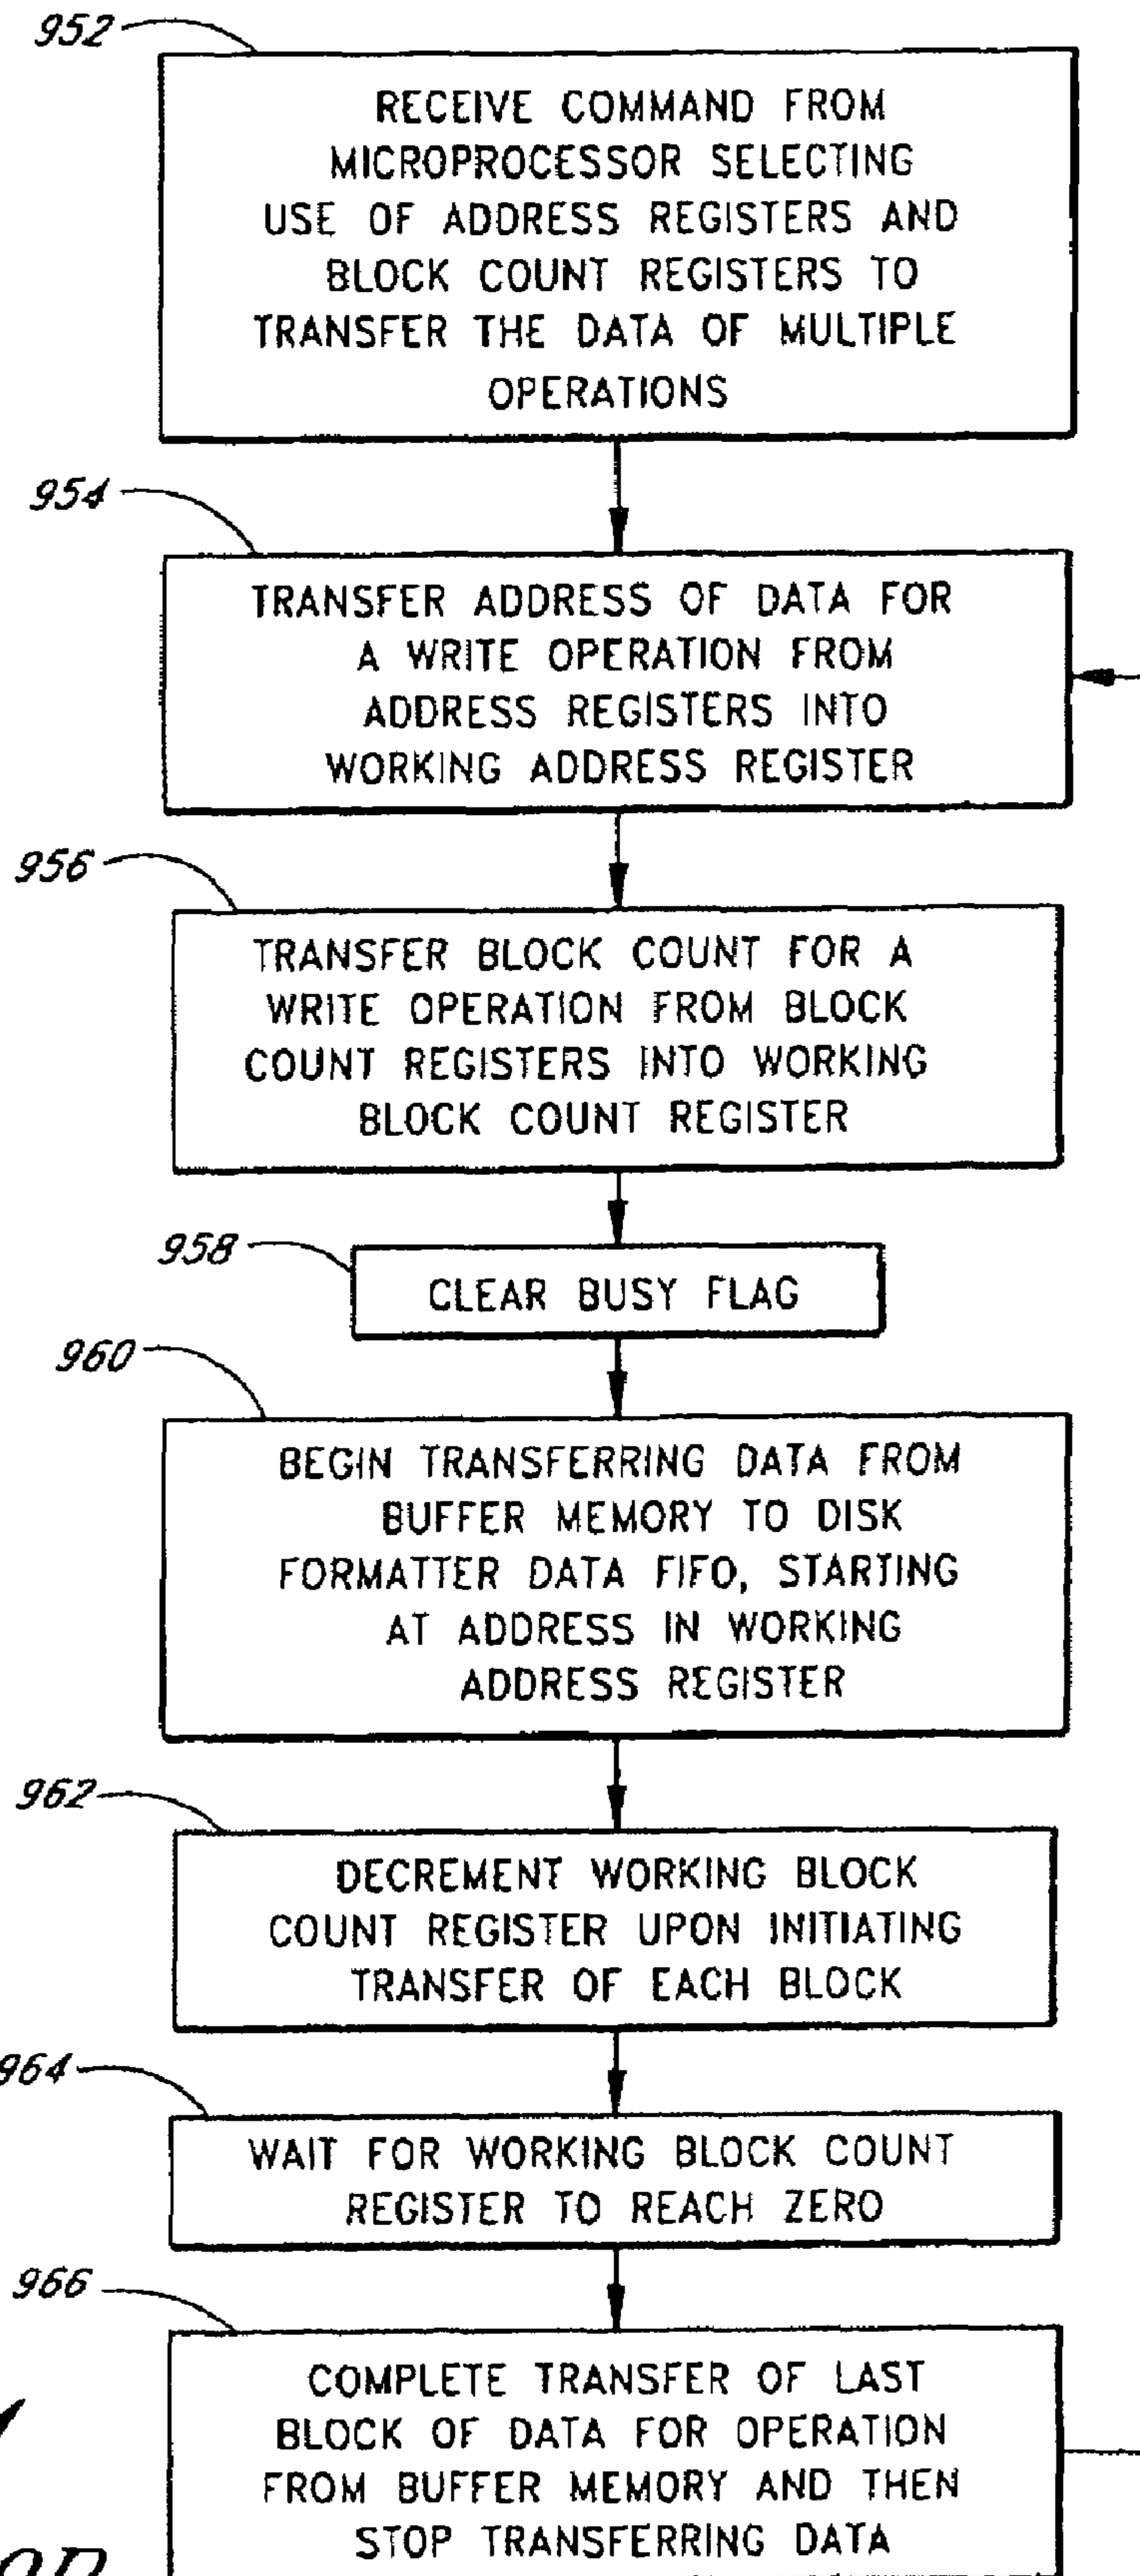 952
RECEIVE COMMAND FROM
MICROPROCESSOR SELECTING
USE OF ADDRESS REGISTERS AND
BLOCK COUNT REGISTERS TO
TRANSFER THE DATA OF MULTIPLE
OPERATIONS
954
TRANSFER ADDRESS OF DATA FOR
A WRITE OPERATION FROM
ADDRESS REGISTERS INTO
WORKING ADDRESS REGISTER
956
TRANSFER BLOCK COUNT FOR A
WRITE OPERATION FROM BLOCK
COUNT REGISTERS INTO WORKING
BLOCK COUNT REGISTER
958
CLEAR BUSY FLAG
960
BEGIN TRANSFERRING DATA FROM
BUFFER MEMORY TO DISK
FORMATTER DATA FIFO, STARTING
AT ADDRESS IN WORKING
ADDRESS REGISTER
962
DECREMENT WORKING BLOCK
COUNT REGISTER UPON INITIATING
TRANSFER OF EACH BLOCK
964
WAIT FOR WORKING BLOCK COUNT
REGISTER TO REACH ZERO
966
COMPLETE TRANSFER OF LAST
BLOCK OF DATA FOR OPERATION
FROM BUFFER MEMORY AND THEN
STOP TRANSFERRING DATA